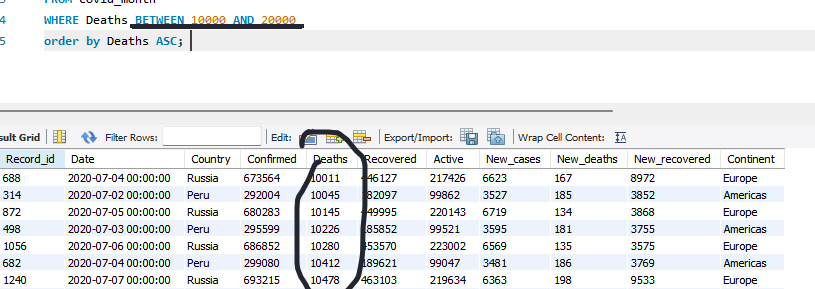 WHERE Deaths BETWEEN 10000 AND 20000
5 order by Deaths ASC;
sult Grid Filter Rows: Edit: Export/Import: Wrap Cell Content: IA
Record_id Date Country Confirmed Deaths Recovered Active New_cases New_deaths New_recovered Continent
688 2020-07-04 00:00:00 Russia 673564 10011 446127 217426 6623 167 8972 Europe
314 2020-07-02 00:00:00 Peru 292004 10045 182097 99862 3527 185 3852 Americas
872 2020-07-05 00:00:00 Russia 680283 10145 449995 220143 6719 134 3868 Europe
498 2020-07-03 00:00:00 Peru 295599 10226 185852 99521 3595 181 3755 Americas
1056 2020-07-06 00:00:00 Russia 686852 10280 453570 223002 6569 135 3575 Europe
682 2020-07-04 00:00:00 Peru 299080 10412 189621 99047 3481 186 3769 Americas
1240 2020-07-07 00:00:00 Russia 693215 10478 463103 219634 6363 198 9533 Europe